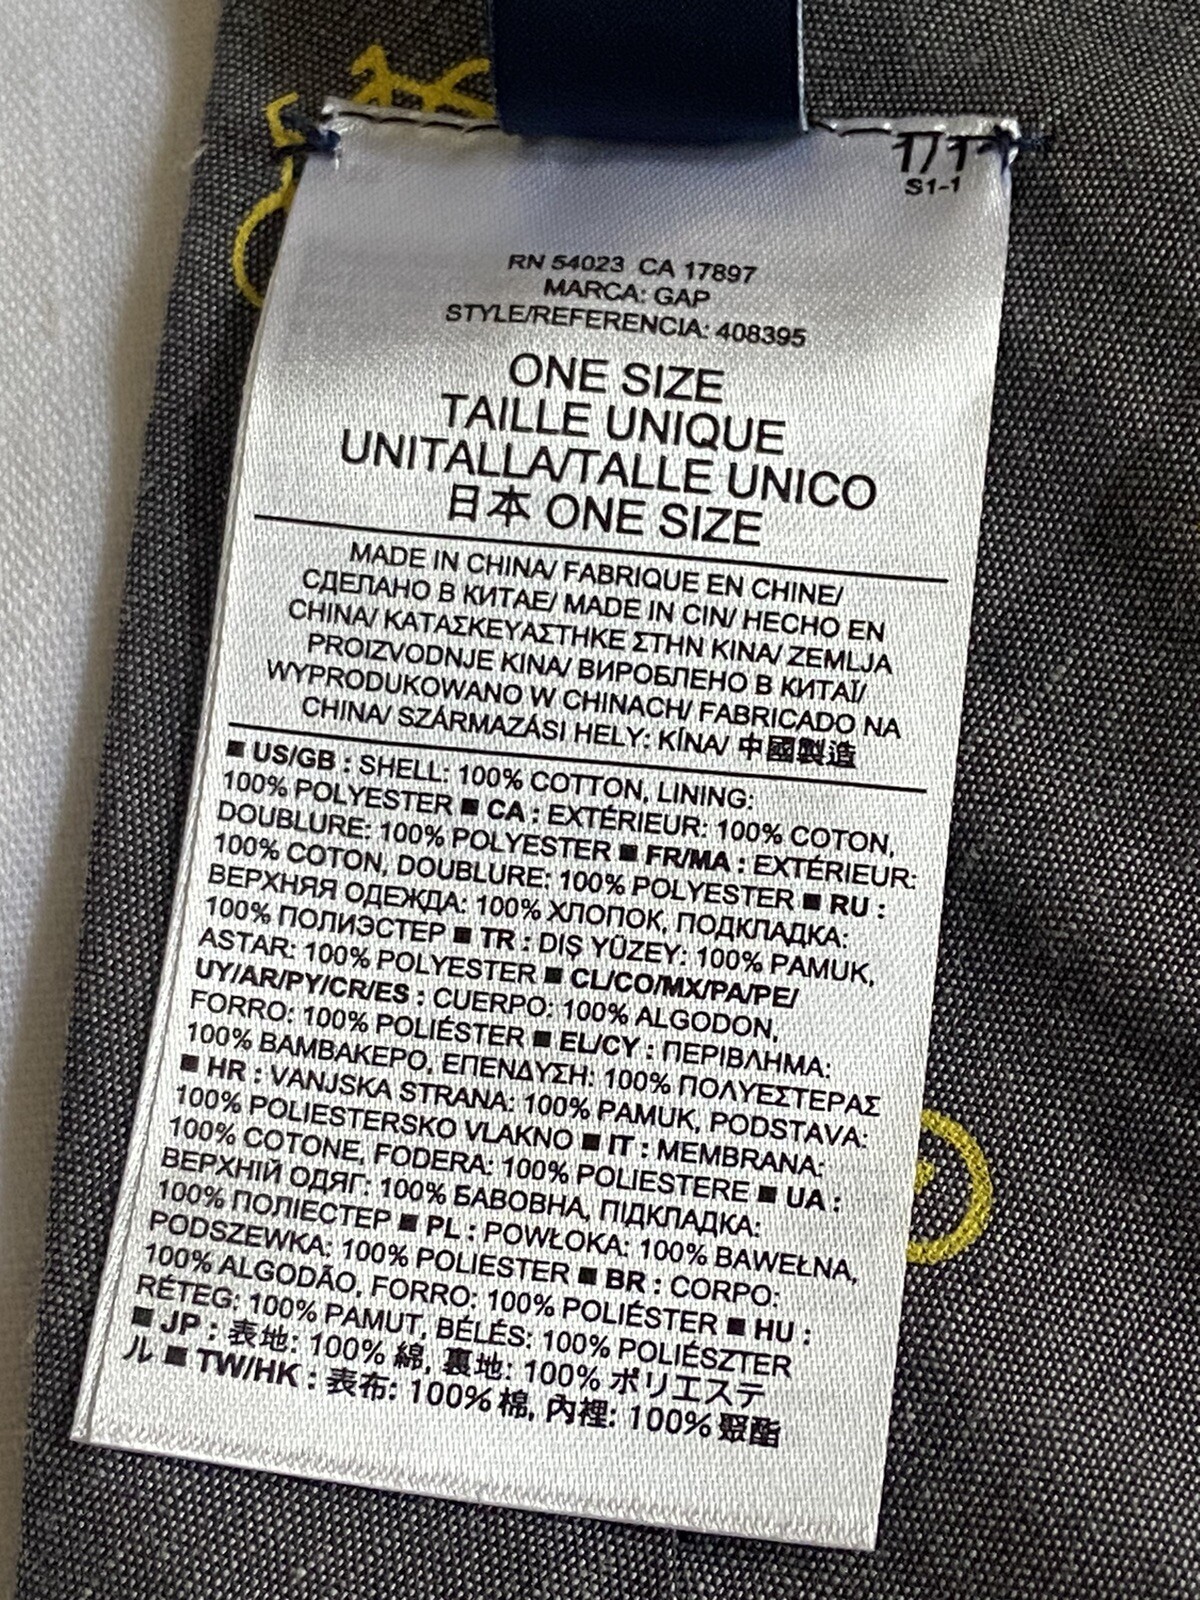 1/1
S1-1
RN 54023 CA 17897
MARCA: GAP
STYLE/REFERENCIA: 408395
ONE SIZE
TAILLE UNIQUE
UNITALLA/TALLE UNICO
日本 ONE SIZE
MADE IN CHINA/ FABRIQUE EN CHINE/
СДЕЛАНО В КИТАЕ/ MADE IN CIN/ HECHO EN
CHINA/ ΚΑΤΑΣΚΕΥΑΣΤΗΚΕ ΣΤΗΝ ΚΙΝΑ/ ZEMLJA
PROIZVODNJE KINA/ ВИРОБЛЕНО В КИТАЇ/
WYPRODUKOWANO W CHINACH/ FABRICADO NA
CHINA/ SZÁRMAZÁSI HELY: KÍNA/ 中國製造
■ US/GB : SHELL: 100% COTTON, LINING:
100% POLYESTER ■ CA : EXTÉRIEUR: 100% COTON,
DOUBLURE: 100% POLYESTER ■ FR/MA : EXTÉRIEUR:
100% COTON, DOUBLURE: 100% POLYESTER ■ RU :
ВЕРХНЯЯ ОДЕЖДА: 100% ХЛОПОК, ПОДКЛАДКА:
100% ПОЛИЭСТЕР ■ TR : DIŞ YÜZEY: 100% PAMUK,
ASTAR: 100% POLYESTER ■ CL/CO/MX/PA/PE/
UY/AR/PY/CR/ES : CUERPO: 100% ALGODON,
FORRO: 100% POLIÉSTER ■ EL/CY : ΠΕΡΙΒΛΗΜΑ:
100% ΒΑΜΒΑΚΕΡΟ, ΕΠΕΝΔΥΣΗ: 100% ΠΟΛΥΕΣΤΕΡΑΣ
■ HR : VANJSKA STRANA: 100% PAMUK, PODSTAVA:
100% POLIESTERSKO VLAKNO ■ IT : MEMBRANA:
100% COTONE, FODERA: 100% POLIESTERE ■ UA :
ВЕРХНІЙ ОДЯГ: 100% БАВОВНА, ПІДКЛАДКА:
100% ПОЛІЕСТЕР ■ PL : POWŁOKA: 100% BAWEŁNA,
PODSZEWKA: 100% POLIESTER ■ BR : CORPO:
100% ALGODÃO, FORRO: 100% POLIÉSTER ■ HU :
RÉTEG: 100% PAMUT, BÉLÉS: 100% POLIÉSZTER
■ JP : 表地: 100% 綿, 裏地: 100% ポリエステ
ル ■ TW/HK : 表布: 100% 棉, 內裡: 100% 聚酯